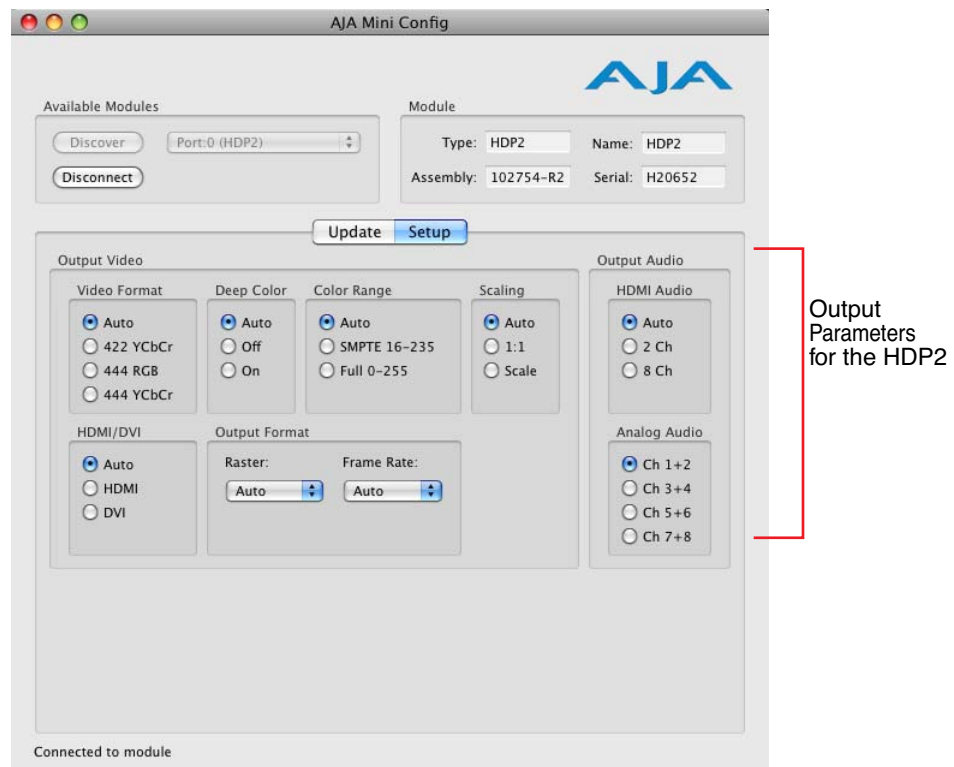 AJA Mini Config
AJA
Available Modules
Discover
Port:0 (HDP2)
Disconnect
Module
Type: HDP2
Name: HDP2
Assembly: 102754-R2
Serial: H20652
Update
Setup
Output Video
Video Format
Auto
422 YCbCr
444 RGB
444 YCbCr
Deep Color
Auto
Off
On
Color Range
Auto
SMPTE 16-235
Full 0-255
Scaling
Auto
1:1
Scale
HDMI/DVI
Auto
HDMI
DVI
Output Format
Raster:
Auto
Frame Rate:
Auto
Output Audio
HDMI Audio
Auto
2 Ch
8 Ch
Analog Audio
Ch 1+2
Ch 3+4
Ch 5+6
Ch 7+8
Output
Parameters
for the HDP2
Connected to module